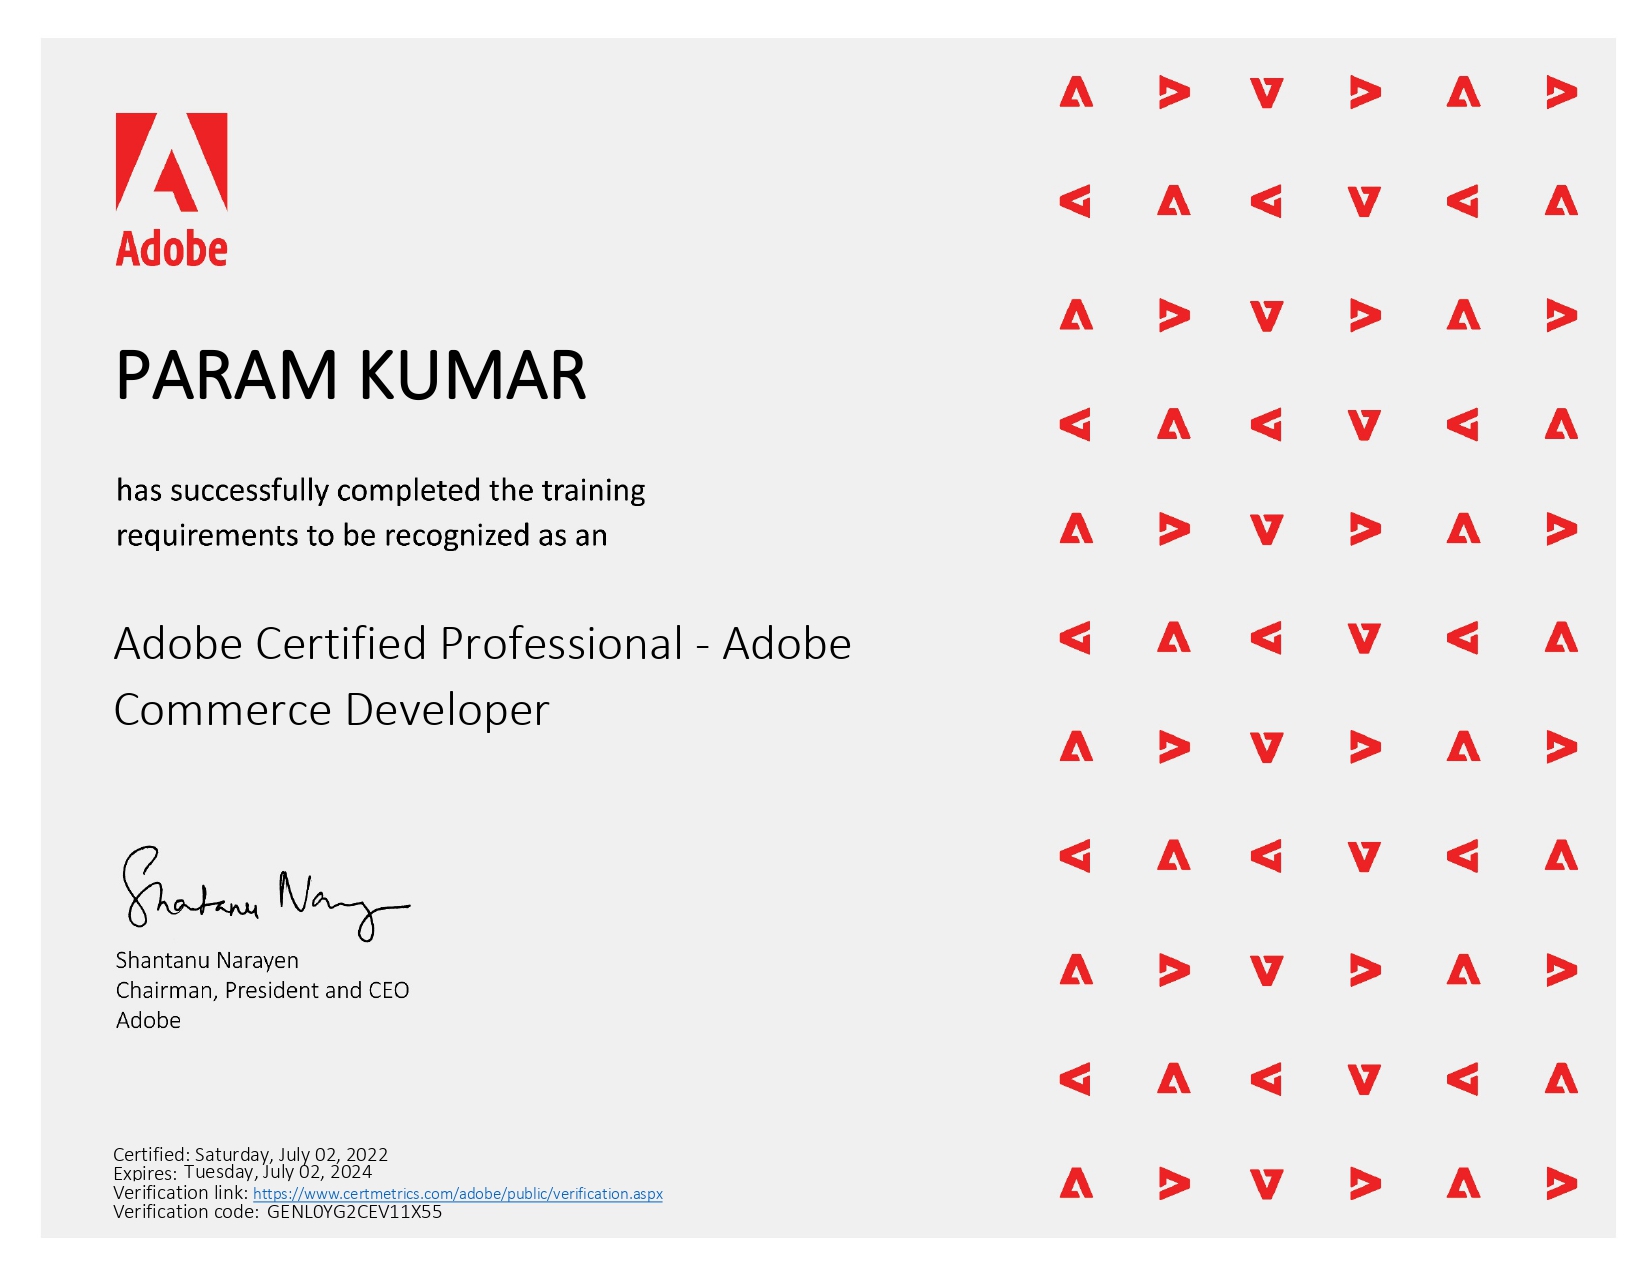 Adobe
PARAM KUMAR
has successfully completed the training
requirements to be recognized as an
Adobe Certified Professional - Adobe
Commerce Developer
Shantanu Narayen
Shantanu Narayen
Chairman, President and CEO
Adobe
Certified: Saturday, July 02, 2022
Expires: Tuesday, July 02, 2024
Verification link: https://www.certmetrics.com/adobe/public/verification.aspx
Verification code: GENL0YG2CEV11X55